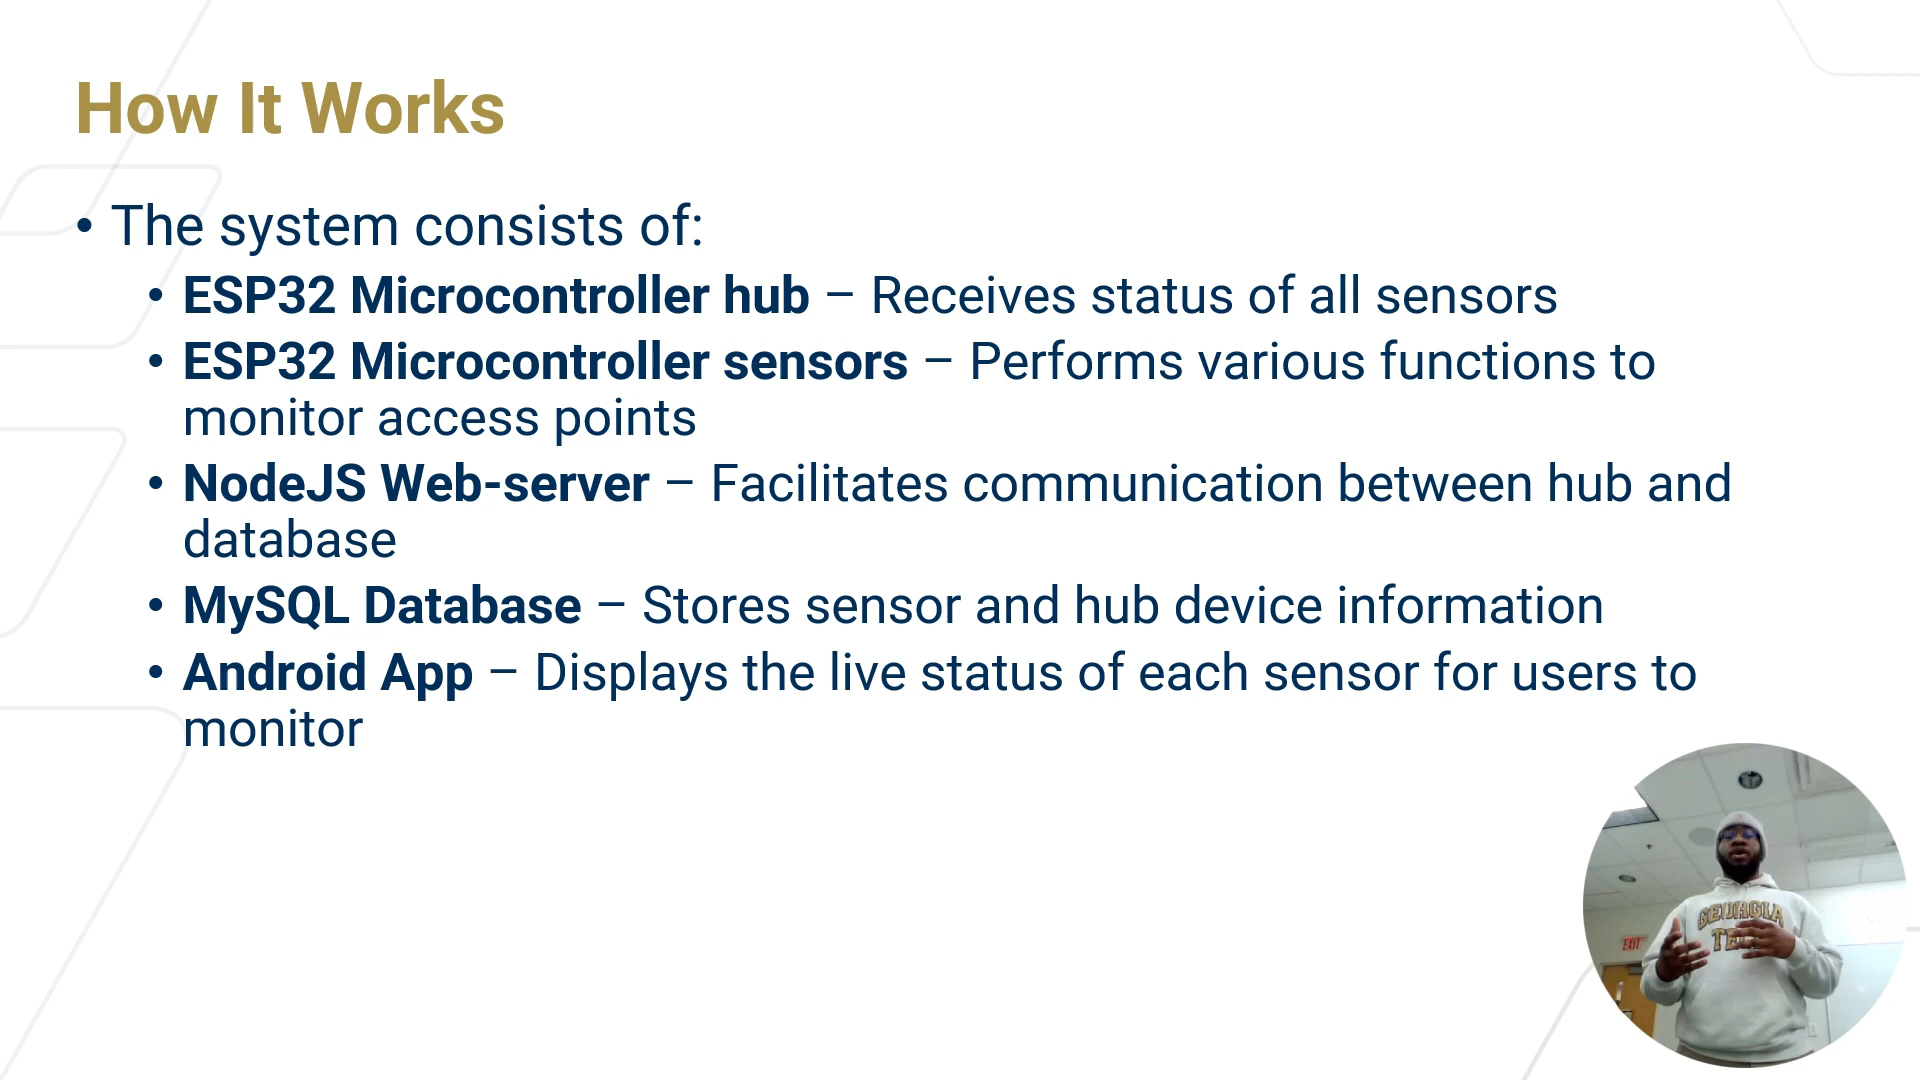 How It Works
• The system consists of:
• ESP32 Microcontroller hub – Receives status of all sensors
• ESP32 Microcontroller sensors – Performs various functions to
monitor access points
• NodeJS Web-server – Facilitates communication between hub and
database
• MySQL Database – Stores sensor and hub device information
• Android App – Displays the live status of each sensor for users to
monitor
EXIT
GEORGIA